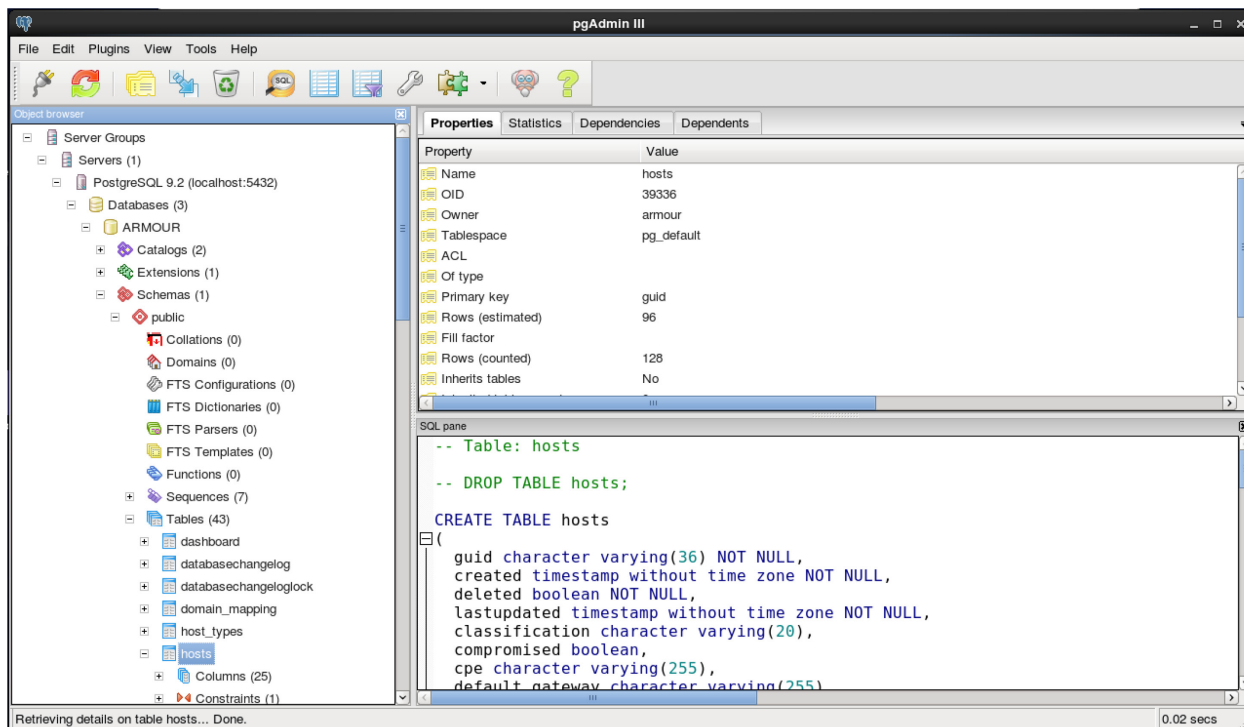 pgAdmin III
File Edit Plugins View Tools Help
SQL
Object browser
Server Groups
Servers (1)
PostgreSQL 9.2 (localhost:5432)
Databases (3)
ARMOUR
Catalogs (2)
Extensions (1)
Schemas (1)
public
Collations (0)
Domains (0)
FTS Configurations (0)
FTS Dictionaries (0)
FTS Parsers (0)
FTS Templates (0)
Functions (0)
Sequences (7)
Tables (43)
dashboard
databasechangelog
databasechangeloglock
domain_mapping
host_types
hosts
Columns (25)
Constraints (1)
Properties Statistics Dependencies Dependents
Property Value
Name hosts
OID 39336
Owner armour
Tablespace pg_default
ACL
Of type
Primary key guid
Rows (estimated) 96
Fill factor
Rows (counted) 128
Inherits tables No
SQL pane
-- Table: hosts
-- DROP TABLE hosts;
CREATE TABLE hosts
(
guid character varying(36) NOT NULL,
created timestamp without time zone NOT NULL,
deleted boolean NOT NULL,
lastupdated timestamp without time zone NOT NULL,
classification character varying(20),
compromised boolean,
cpe character varying(255),
default_gateway character varying(255)
Retrieving details on table hosts... Done.
0.02 secs